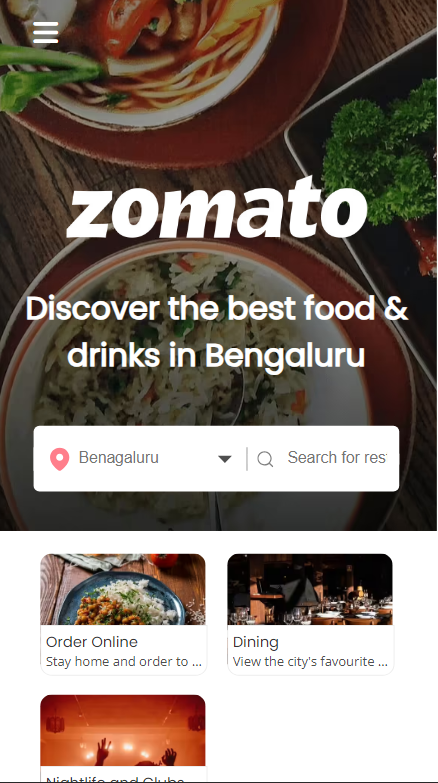 zomato
Discover the best food &
drinks in Bengaluru
Benagaluru
Search for res
Order Online
Stay home and order to ...
Dining
View the city's favourite ...
Nightlife and Clubs